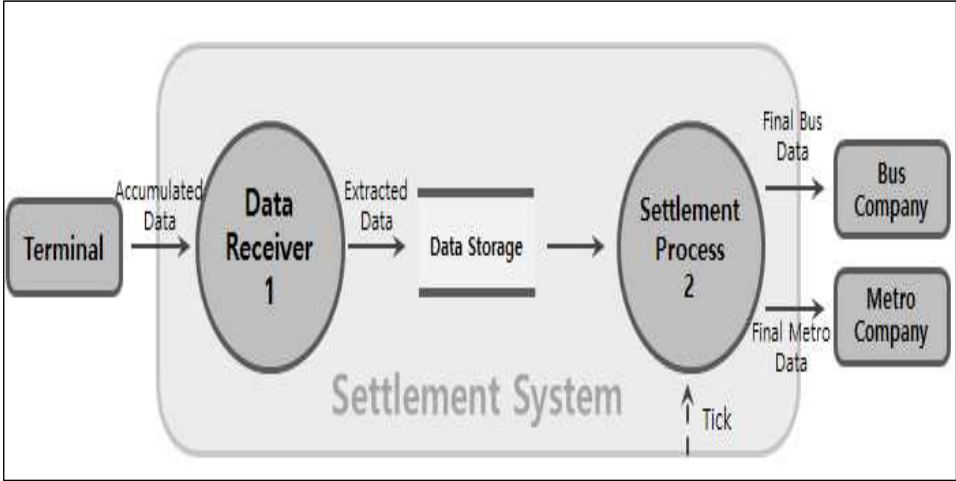 Terminal
Accumulated
Data
Data
Receiver
1
Extracted
Data
Data Storage
Settlement
Process
2
Final Bus
Data
Bus
Company
Final Metro
Data
Metro
Company
Settlement System
Tick